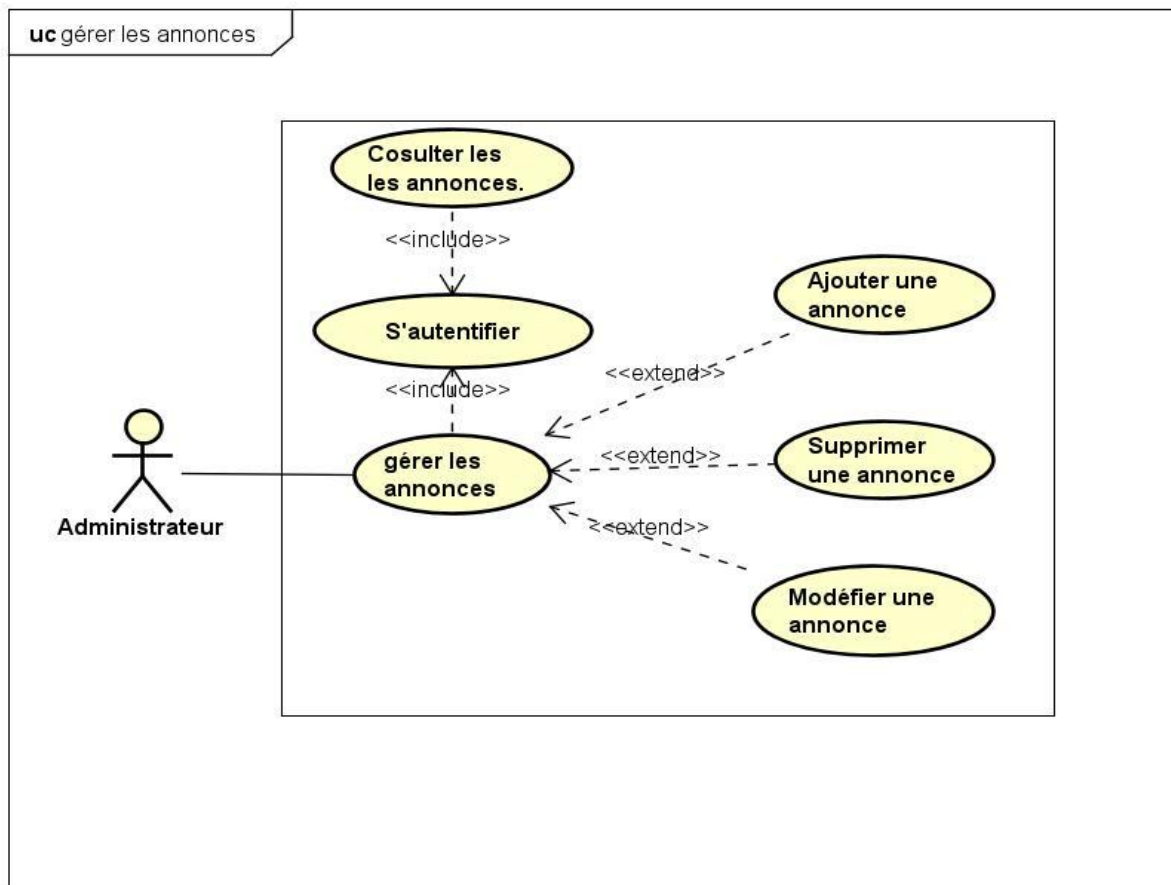 uc gérer les annonces
Cosulter les
les annonces.
<<include>>
S'autentifier
<<include>>
gérer les
annonces
Administrateur
Ajouter une
annonce
<<extend>>
Supprimer
une annonce
<<extend>>
Modéfier une
annonce
<<extend>>